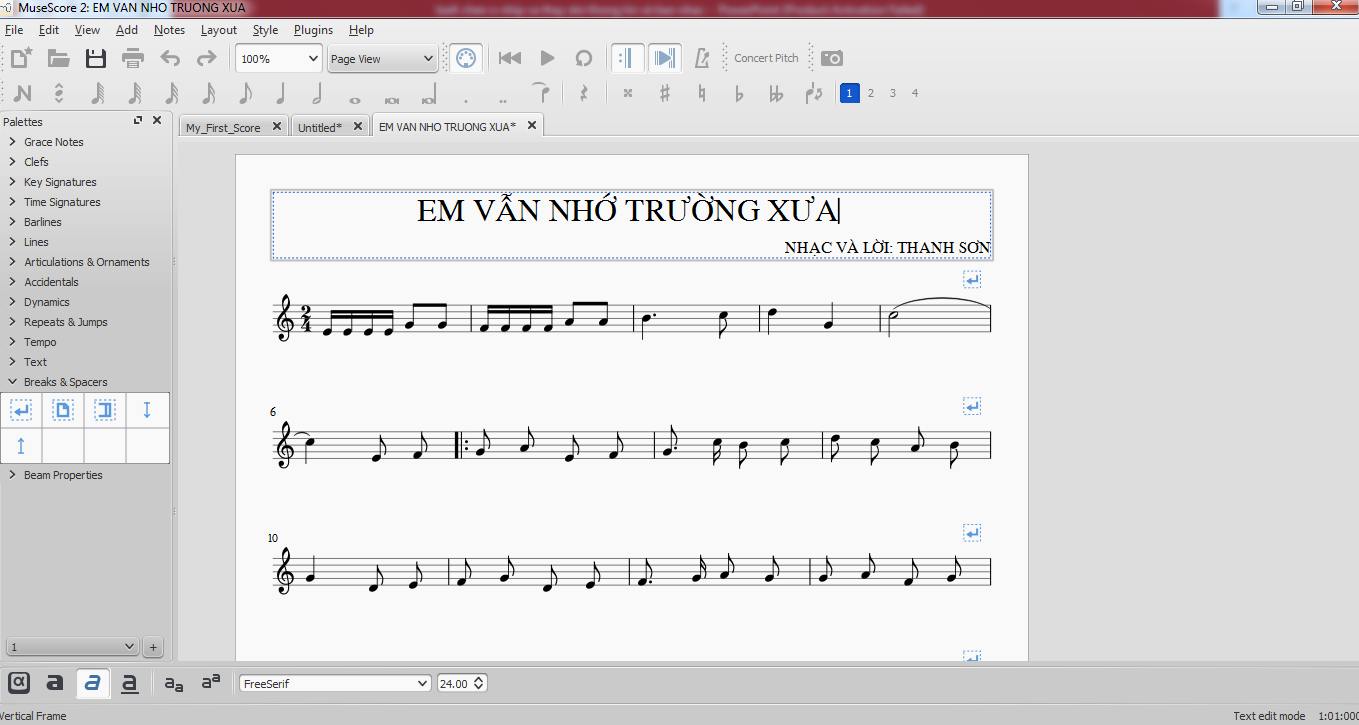 MuseScore 2: EM VAN NHO TRUONG XUA
File Edit View Add Notes Layout Style Plugins Help
100% Page View Concert Pitch
1 2 3 4
Palettes
My_First_Score Untitled* EM VAN NHO TRUONG XUA*
Grace Notes
Clefs
Key Signatures
Time Signatures
Barlines
Lines
Articulations & Ornaments
Accidentals
Dynamics
Repeats & Jumps
Tempo
Text
Breaks & Spacers
Beam Properties
EM VẪN NHỚ TRƯỜNG XƯA
NHẠC VÀ LỜI: THANH SƠN
2
4
6
10
1 +
α a a a a a a a FreeSerif 24.00
Vertical Frame Text edit mode 1:01:000